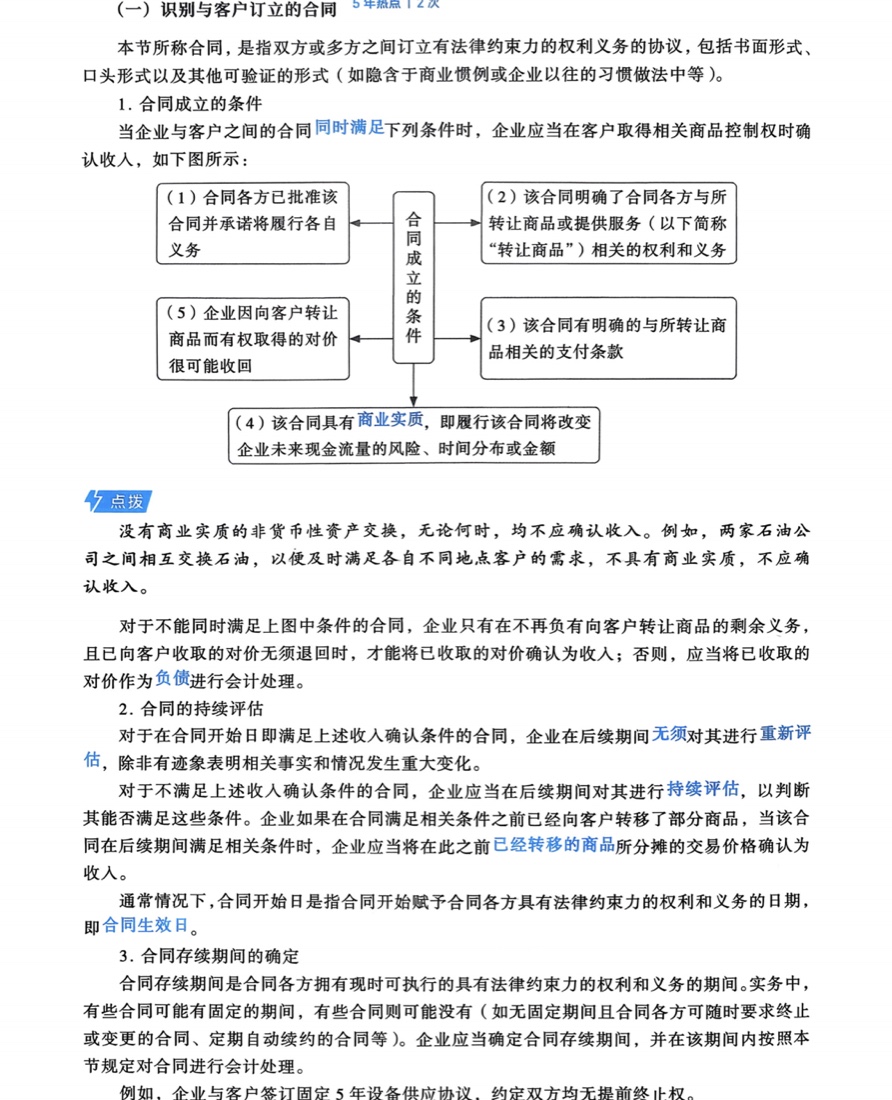 （一）识别与客户订立的合同 5年热点丨2次
本节所称合同，是指双方或多方之间订立有法律约束力的权利义务的协议，包括书面形式、
口头形式以及其他可验证的形式（如隐含于商业惯例或企业以往的习惯做法中等）。
1. 合同成立的条件
当企业与客户之间的合同同时满足下列条件时，企业应当在客户取得相关商品控制权时确
认收入，如下图所示：
（1）合同各方已批准该
合同并承诺将履行各自
义务
合同成立的条件
（2）该合同明确了合同各方与所
转让商品或提供服务（以下简称
“转让商品”）相关的权利和义务
（5）企业因向客户转让
商品而有权取得的对价
很可能收回
（3）该合同有明确的与所转让商
品相关的支付条款
（4）该合同具有商业实质，即履行该合同将改变
企业未来现金流量的风险、时间分布或金额
点拨
没有商业实质的非货币性资产交换，无论何时，均不应确认收入。例如，两家石油公
司之间相互交换石油，以便及时满足各自不同地点客户的需求，不具有商业实质，不应确
认收入。
对于不能同时满足上图中条件的合同，企业只有在不再负有向客户转让商品的剩余义务，
且已向客户收取的对价无须退回时，才能将已收取的对价确认为收入；否则，应当将已收取的
对价作为负债进行会计处理。
2. 合同的持续评估
对于在合同开始日即满足上述收入确认条件的合同，企业在后续期间无须对其进行重新评
估，除非有迹象表明相关事实和情况发生重大变化。
对于不满足上述收入确认条件的合同，企业应当在后续期间对其进行持续评估，以判断
其能否满足这些条件。企业如果在合同满足相关条件之前已经向客户转移了部分商品，当该合
同在后续期间满足相关条件时，企业应当将在此之前已经转移的商品所分摊的交易价格确认为
收入。
通常情况下，合同开始日是指合同开始赋予合同各方具有法律约束力的权利和义务的日期，
即合同生效日。
3. 合同存续期间的确定
合同存续期间是合同各方拥有现时可执行的具有法律约束力的权利和义务的期间。实务中，
有些合同可能有固定的期间，有些合同则可能没有（如无固定期间且合同各方可随时要求终止
或变更的合同、定期自动续约的合同等）。企业应当确定合同存续期间，并在该期间内按照本
节规定对合同进行会计处理。
例如，企业与客户签订固定 5 年设备供应协议，约定双方均无提前终止权。